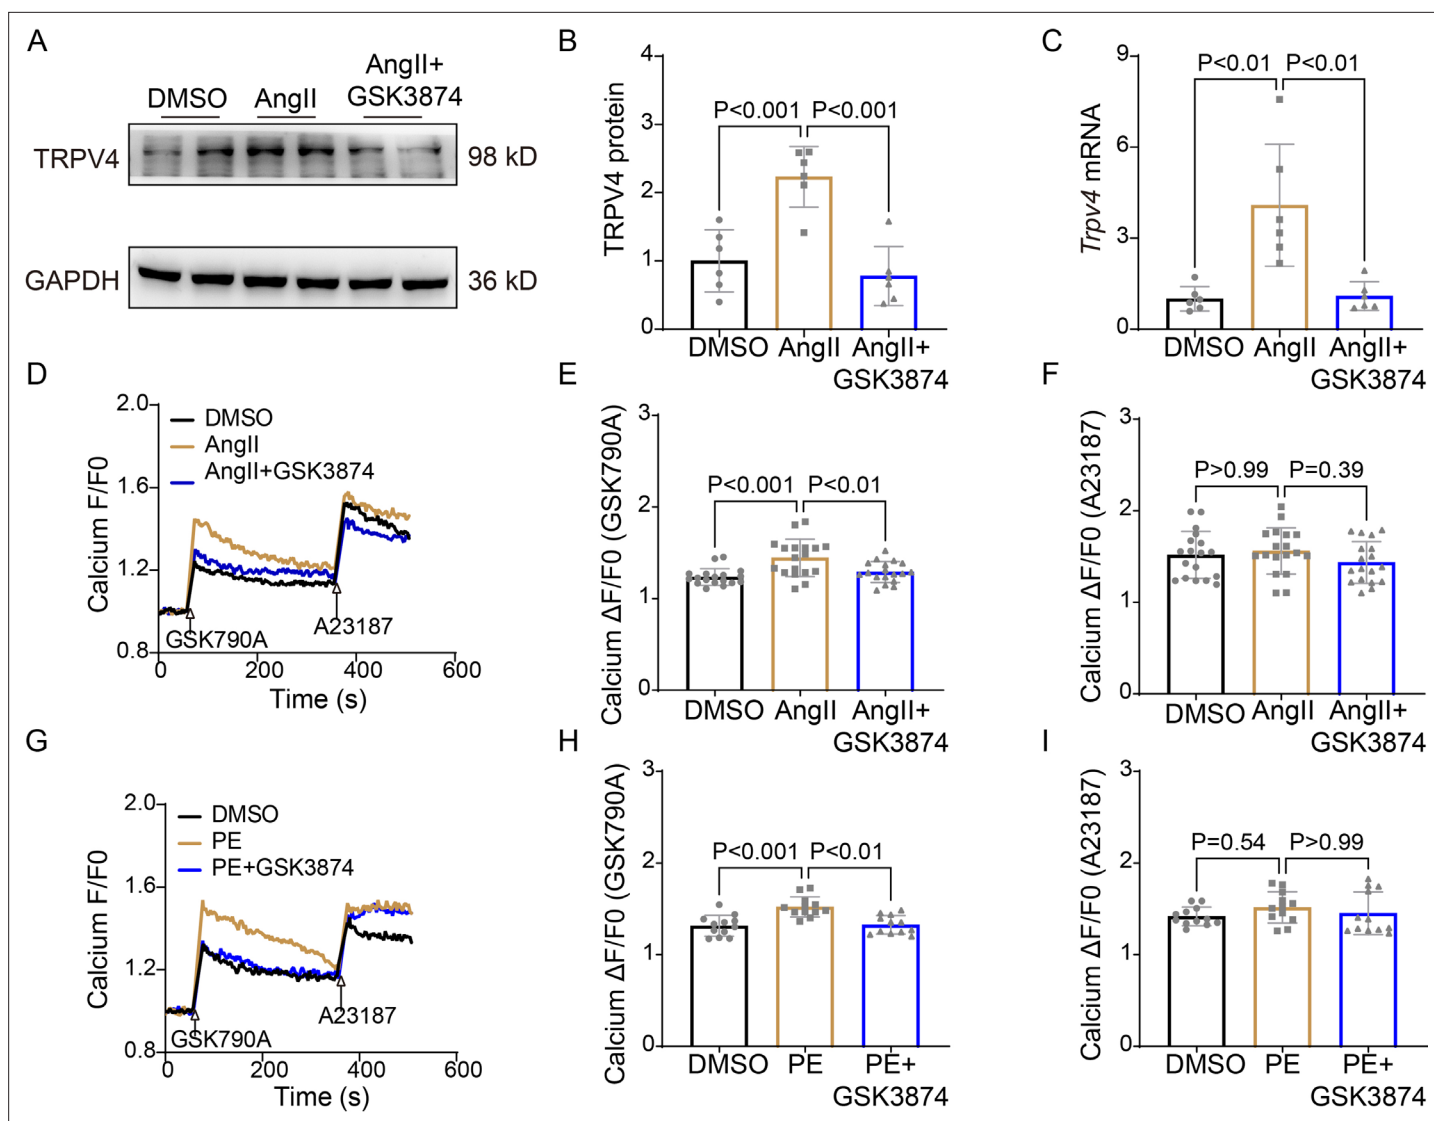 A
DMSO
AngII
AngII+
GSK3874
TRPV4
98 kD
GAPDH
36 kD
B
TRPV4 protein
4
3
2
1
0
P<0.001
P<0.001
DMSO
AngII
AngII+
GSK3874
C
Trpv4 mRNA
9
6
3
0
P<0.01
P<0.01
DMSO
AngII
AngII+
GSK3874
D
Calcium F/F0
2.0
1.6
1.2
0.8
DMSO
AngII
AngII+GSK3874
GSK790A
A23187
0
200
400
600
Time (s)
E
Calcium ΔF/F0 (GSK790A)
3
2
1
0
P<0.001
P<0.01
DMSO
AngII
AngII+
GSK3874
F
Calcium ΔF/F0 (A23187)
3
2
1
0
P>0.99
P=0.39
DMSO
AngII
AngII+
GSK3874
G
Calcium F/F0
2.0
1.6
1.2
0.8
DMSO
PE
PE+GSK3874
GSK790A
A23187
0
200
400
600
Time (s)
H
Calcium ΔF/F0 (GSK790A)
3
2
1
0
P<0.001
P<0.01
DMSO
PE
PE+
GSK3874
I
Calcium ΔF/F0 (A23187)
3
2
1
0
P=0.54
P>0.99
DMSO
PE
PE+
GSK3874